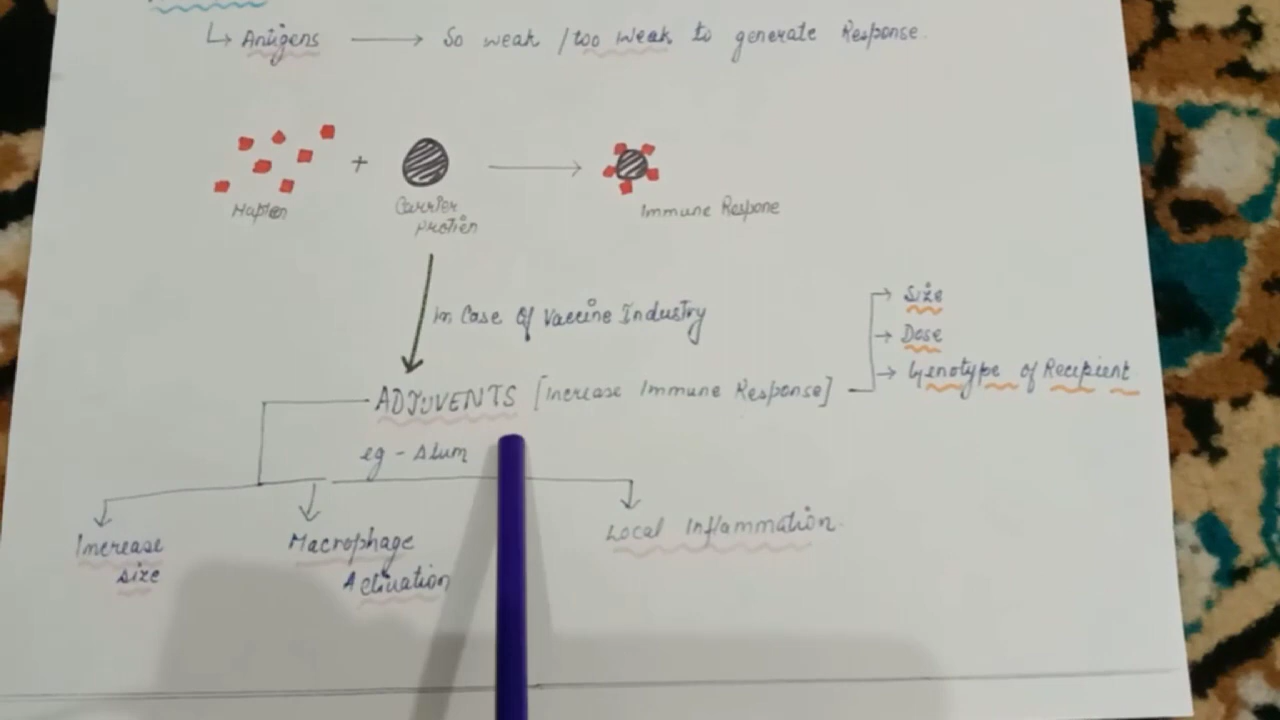 ↳ Antigens → So weak / too weak to generate Response.
+
Hapten
Carrier
protien
Immune Respone
In Case Of Vaccine Industry
→ Size
→ Dose
→ Genotype of Recipient
ADJUVENTS [Increase Immune Response]
eg - Alum
Increase
size
Macrophage
Activation
Local Inflammation